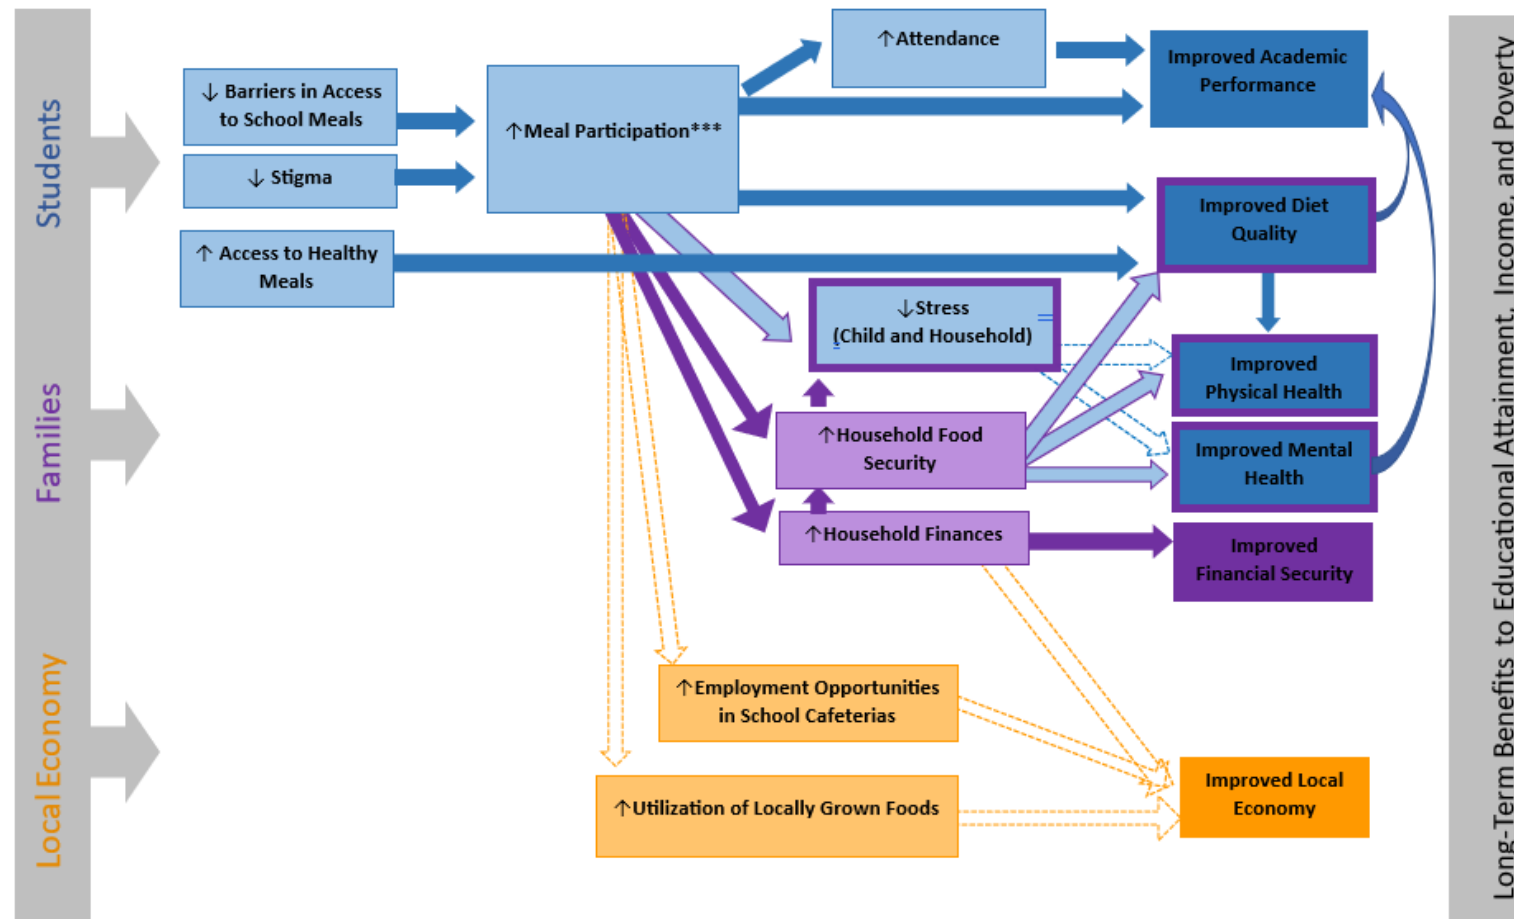 Students
Families
Local Economy
↓ Barriers in Access
to School Meals
↓ Stigma
↑ Access to Healthy
Meals
↑Meal Participation***
↑Attendance
Improved Academic
Performance
Improved Diet
Quality
↓Stress
(Child and Household)
Improved
Physical Health
↑Household Food
Security
Improved Mental
Health
↑Household Finances
Improved
Financial Security
↑Employment Opportunities
in School Cafeterias
↑Utilization of Locally Grown Foods
Improved Local
Economy
Long-Term Benefits to Educational Attainment, Income, and Poverty